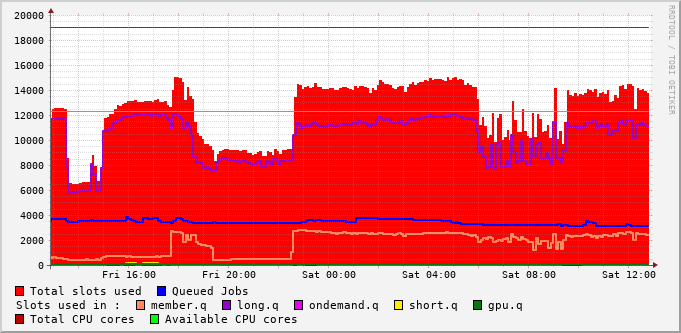 20000
18000
16000
14000
12000
10000
8000
6000
4000
2000
0
Fri 16:00 Fri 20:00 Sat 00:00 Sat 04:00 Sat 08:00 Sat 12:00
RRDTOOL / TOBI OETIKER
Total slots used Queued Jobs
Slots used in : member.q long.q ondemand.q short.q gpu.q
Total CPU cores Available CPU cores